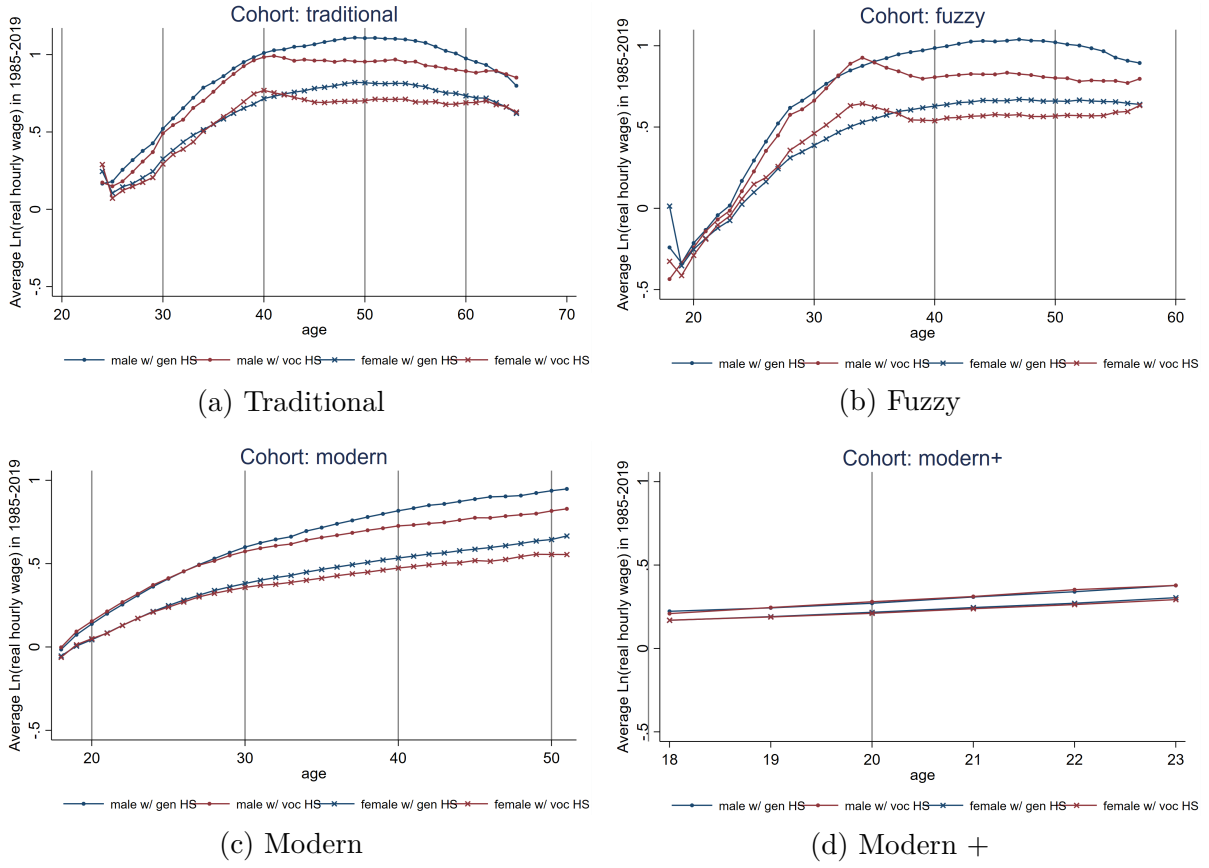 Cohort: traditional
Average Ln(real hourly wage) in 1985-2019
1
.5
0
-.5
20 30 40 50 60 70
age
male w/ gen HS male w/ voc HS female w/ gen HS female w/ voc HS
(a) Traditional
Cohort: fuzzy
Average Ln(real hourly wage) in 1985-2019
1
.5
0
-.5
20 30 40 50 60
age
male w/ gen HS male w/ voc HS female w/ gen HS female w/ voc HS
(b) Fuzzy
Cohort: modern
Average Ln(real hourly wage) in 1985-2019
1
.5
0
-.5
20 30 40 50
age
male w/ gen HS male w/ voc HS female w/ gen HS female w/ voc HS
(c) Modern
Cohort: modern+
Average Ln(real hourly wage) in 1985-2019
1
.5
0
-.5
18 19 20 21 22 23
age
male w/ gen HS male w/ voc HS female w/ gen HS female w/ voc HS
(d) Modern +